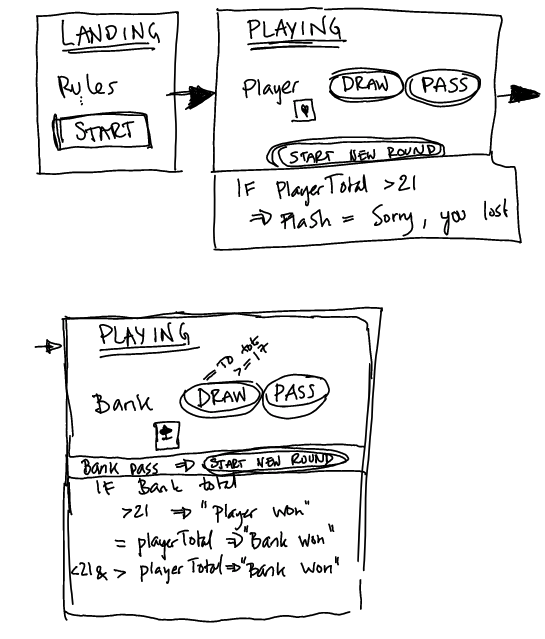 LANDING
Rules
START
PLAYING
Player DRAW PASS
START NEW ROUND
IF PlayerTotal >21
⇒ Flash = Sorry, you lost
PLAYING
= TO tot
>= 17
Bank DRAW PASS
Bank pass ⇒ START NEW ROUND
IF Bank total
>21 ⇒ "Player won"
= playerTotal ⇒ "Bank won"
<21 & > playerTotal ⇒ "Bank won"